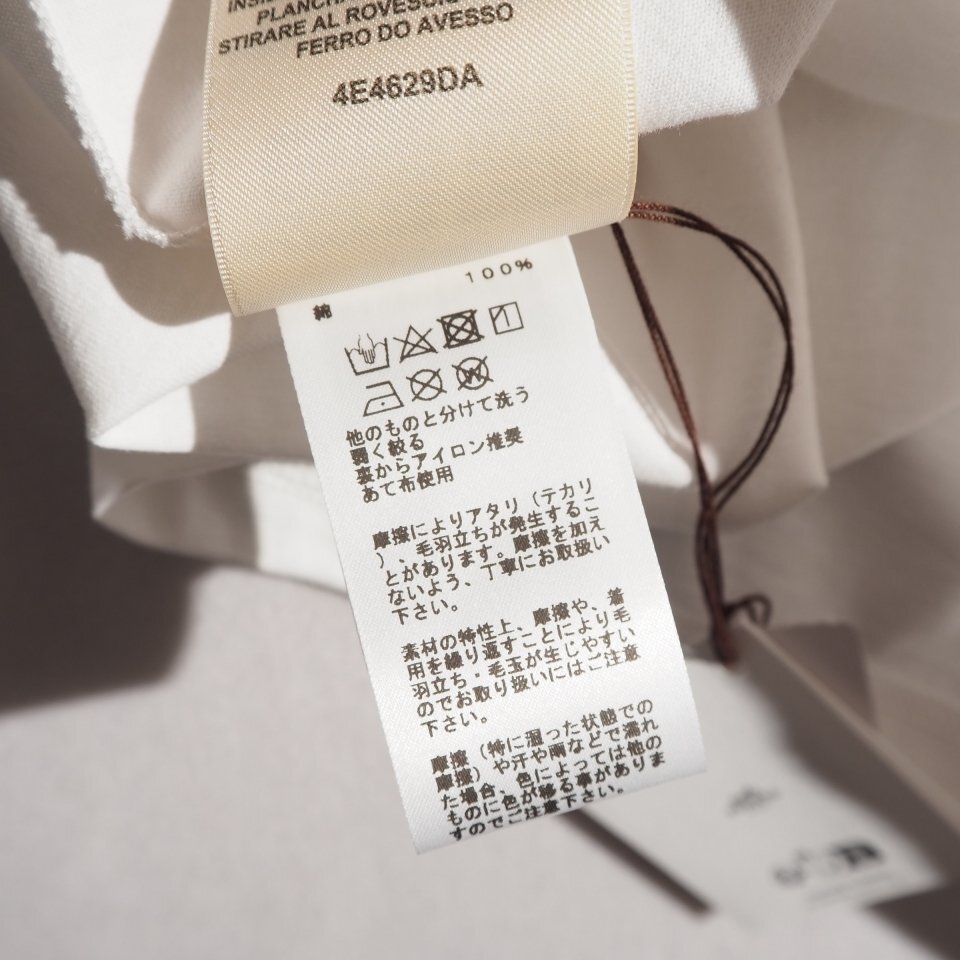 PLANCH
STIRARE AL ROVESCIO
FERRO DO AVESSO
4E4629DA
綿 100%
他のものと分けて洗う
弱く絞る
裏からアイロン推奨
あて布使用
摩擦によりアタリ（テカリ
）、毛羽立ちが発生するこ
とがあります。摩擦を加え
ないよう、丁寧にお取扱い
下さい。
素材の特性上、摩擦や、着
用を繰り返すことにより毛
羽立ち・毛玉が生じやすい
のでお取り扱いにはご注意
下さい。
摩擦（特に湿った状態での
摩擦）や汗や雨などで濡れ
た場合、色によっては他の
ものに色が移る事がありま
すのでご注意下さい。